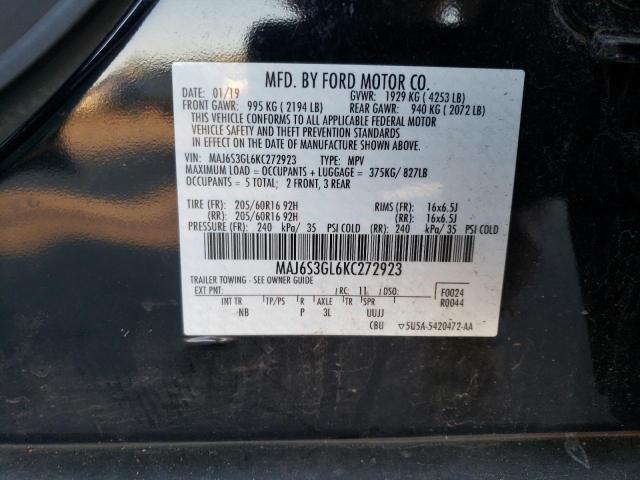 MFD. BY FORD MOTOR CO.
DATE: 01/19 GVWR: 1929 KG ( 4253 LB)
FRONT GAWR: 995 KG ( 2194 LB) REAR GAWR: 940 KG ( 2072 LB)
THIS VEHICLE CONFORMS TO ALL APPLICABLE FEDERAL MOTOR
VEHICLE SAFETY AND THEFT PREVENTION STANDARDS
IN EFFECT ON THE DATE OF MANUFACTURE SHOWN ABOVE.
VIN: MAJ6S3GL6KC272923 TYPE: MPV
MAXIMUM LOAD = OCCUPANTS + LUGGAGE = 375KG/ 827LB
OCCUPANTS = 5 TOTAL; 2 FRONT, 3 REAR
TIRE (FR): 205/60R16 92H RIMS (FR): 16x6.5J
(RR): 205/60R16 92H (RR): 16x6.5J
PRESSURE (FR): 240 kPa/ 35 PSI COLD (RR): 240 kPa/ 35 PSI COLD
MAJ6S3GL6KC272923
TRAILER TOWING - SEE OWNER GUIDE
EXT PNT: RC: 11 DSO: F0024
INT TR TP/PS R AXLE TR SPR R0044
NB P 3L UUJJ
CBU ▽5U5A-5420472-AA